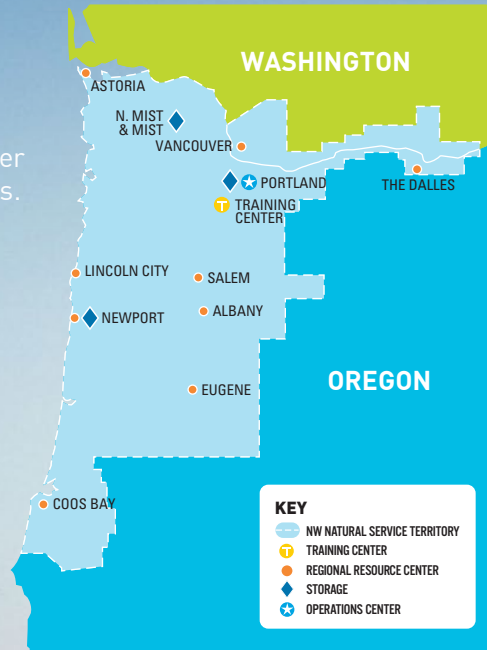 WASHINGTON
ASTORIA
N. MIST
& MIST
VANCOUVER
er
s.
PORTLAND
THE DALLES
T
TRAINING
CENTER
LINCOLN CITY
SALEM
NEWPORT
ALBANY
OREGON
EUGENE
COOS BAY
KEY
NW NATURAL SERVICE TERRITORY
T TRAINING CENTER
REGIONAL RESOURCE CENTER
STORAGE
OPERATIONS CENTER